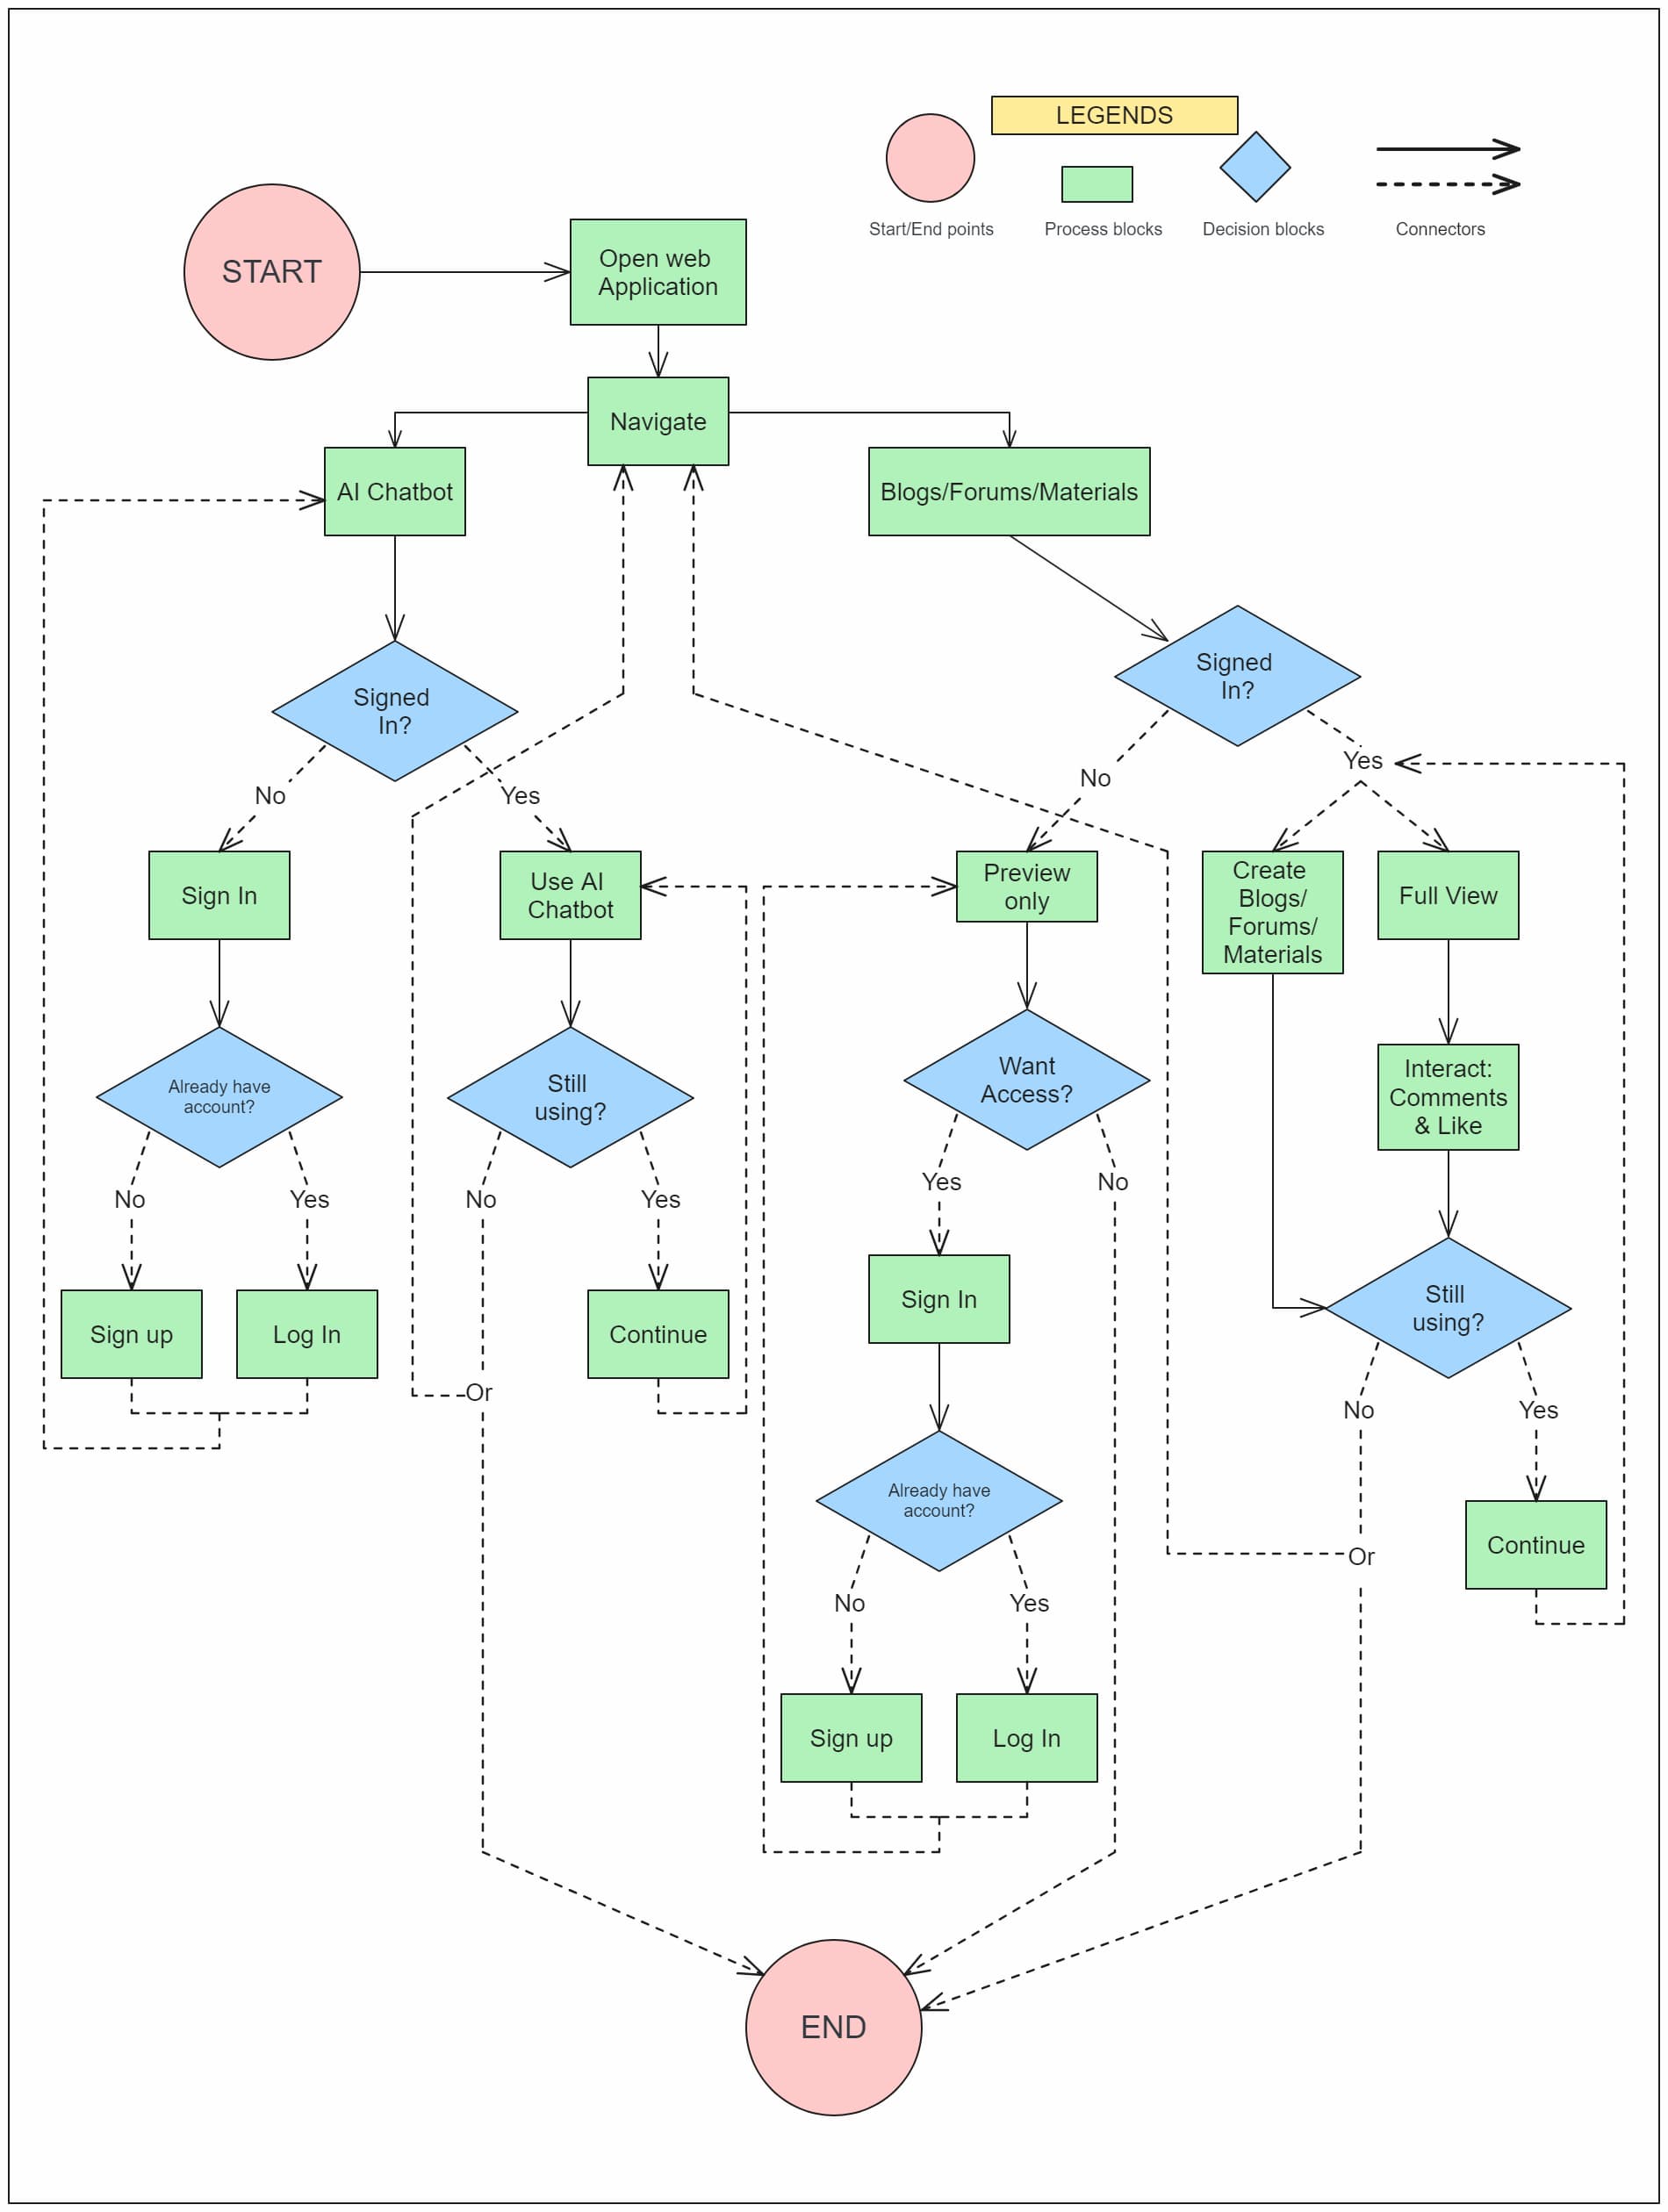 LEGENDS
Start/End points
Process blocks
Decision blocks
Connectors
START
Open web
Application
Navigate
AI Chatbot
Blogs/Forums/Materials
Signed
In?
Signed
In?
No
Yes
No
Yes
Sign In
Use AI
Chatbot
Preview
only
Create
Blogs/
Forums/
Materials
Full View
Already have
account?
Still
using?
Want
Access?
Interact:
Comments
& Like
No
Yes
No
Yes
Yes
No
Sign up
Log In
Continue
Sign In
Still
using?
Or
No
Yes
Already have
account?
Continue
Or
No
Yes
Sign up
Log In
END